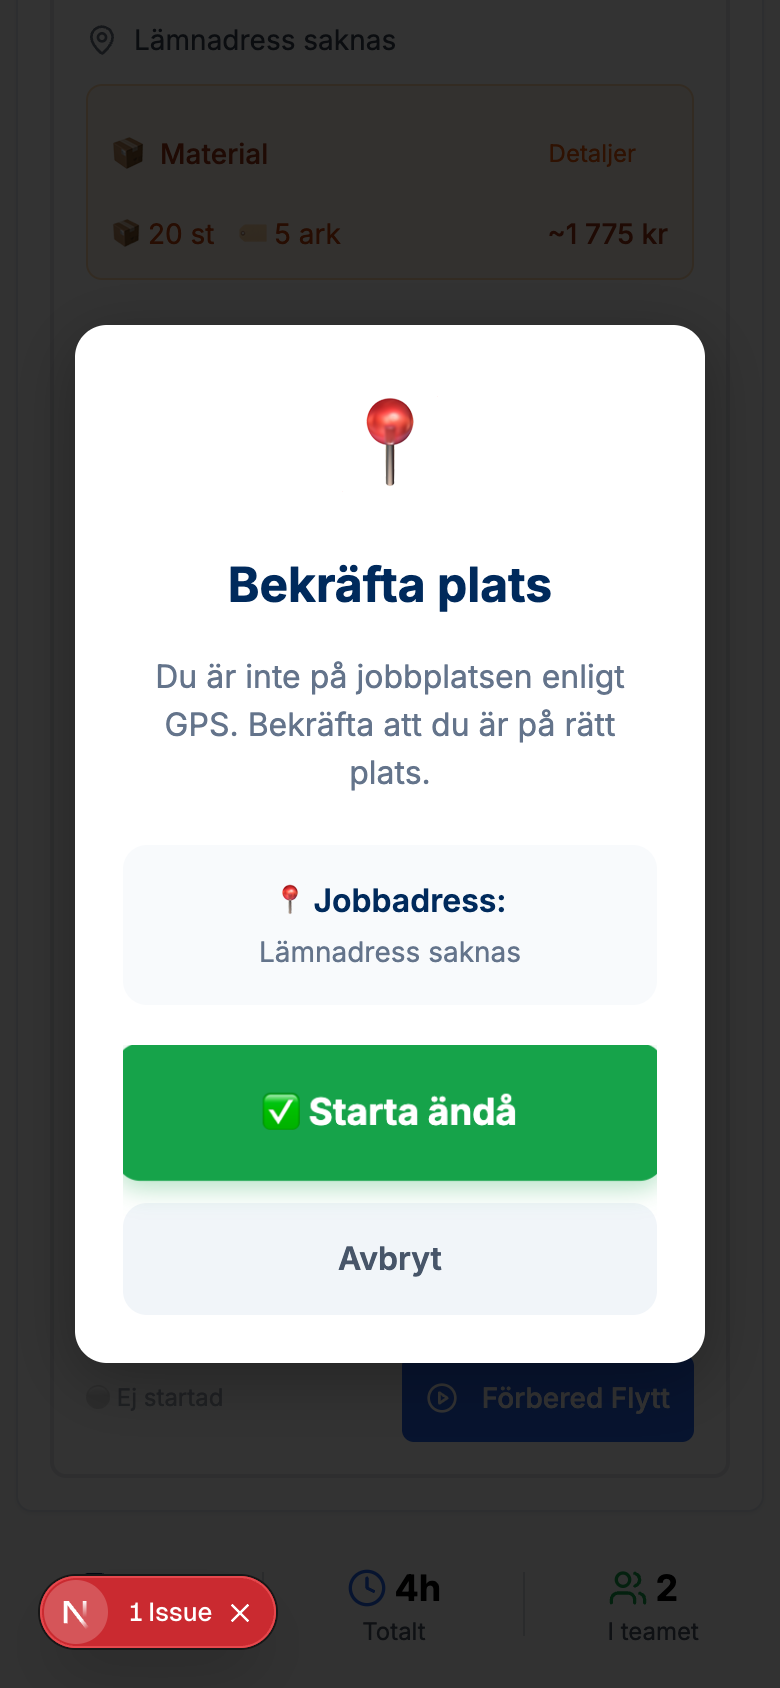 Lämnadress saknas
Material
Detaljer
20 st
5 ark
~1 775 kr
Bekräfta plats
Du är inte på jobbplatsen enligt
GPS. Bekräfta att du är på rätt
plats.
Jobbadress:
Lämnadress saknas
Starta ändå
Avbryt
Ej startad
Förbered Flytt
N
1 Issue
4h
Totalt
2
I teamet